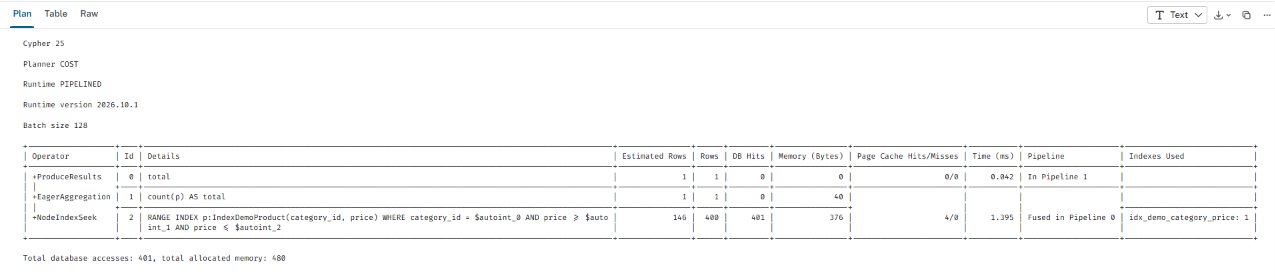 Plan Table Raw
Text
Cypher 25
Planner COST
Runtime PIPELINED
Runtime version 2026.10.1
Batch size 128
| Operator | Id | Details | Estimated Rows | Rows | DB Hits | Memory (Bytes) | Page Cache Hits/Misses | Time (ms) | Pipeline | Indexes Used |
| +ProduceResults | 0 | total | 1 | 1 | 0 | 0 | 0/0 | 0.042 | In Pipeline 1 | |
| +EagerAggregation | 1 | count(p) AS total | 1 | 1 | 0 | 40 | | | | |
| +NodeIndexSeek | 2 | RANGE INDEX p:IndexDemoProduct(category_id, price) WHERE category_id = $autoint_0 AND price ≥ $auto | 146 | 400 | 401 | 376 | 4/0 | 1.395 | Fused in Pipeline 0 | idx_demo_category_price: 1 |
| | | int_1 AND price ≤ $autoint_2 | | | | | | | | |
Total database accesses: 401, total allocated memory: 480